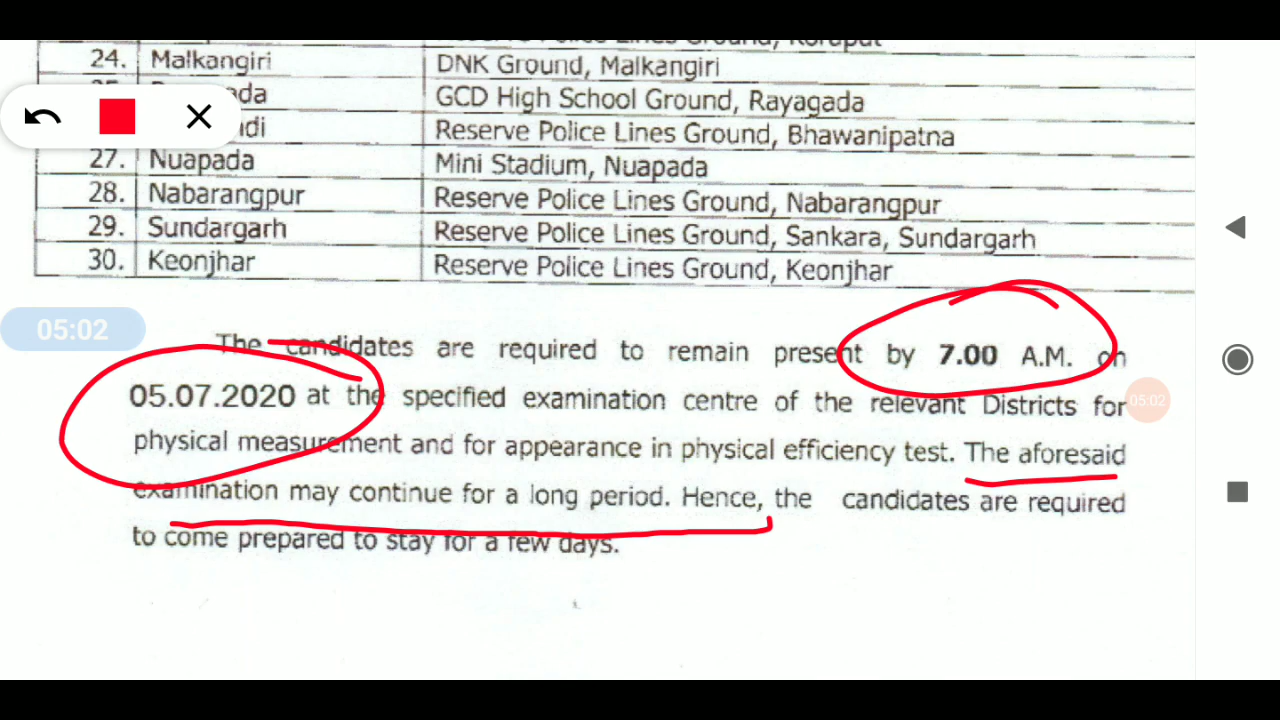 24. Malkangiri DNK Ground, Malkangiri
ada GCD High School Ground, Rayagada
di Reserve Police Lines Ground, Bhawanipatna
27. Nuapada Mini Stadium, Nuapada
28. Nabarangpur Reserve Police Lines Ground, Nabarangpur
29. Sundargarh Reserve Police Lines Ground, Sankara, Sundargarh
30. Keonjhar Reserve Police Lines Ground, Keonjhar
05:02
The candidates are required to remain present by 7.00 A.M. on
05.07.2020 at the specified examination centre of the relevant Districts for
05:02
physical measurement and for appearance in physical efficiency test. The aforesaid
examination may continue for a long period. Hence, the candidates are required
to come prepared to stay for a few days.